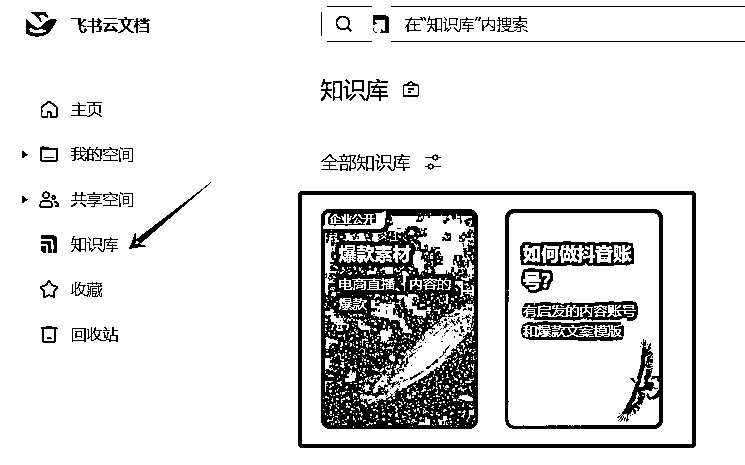 飞书云文档
在“知识库”内搜索
知识库
主页
我的空间
共享空间
知识库
收藏
回收站
全部知识库
企业公开
爆款素材
电商直播、内容的
爆款
如何做抖音账
号?
有启发的内容账号
和爆款文案模版